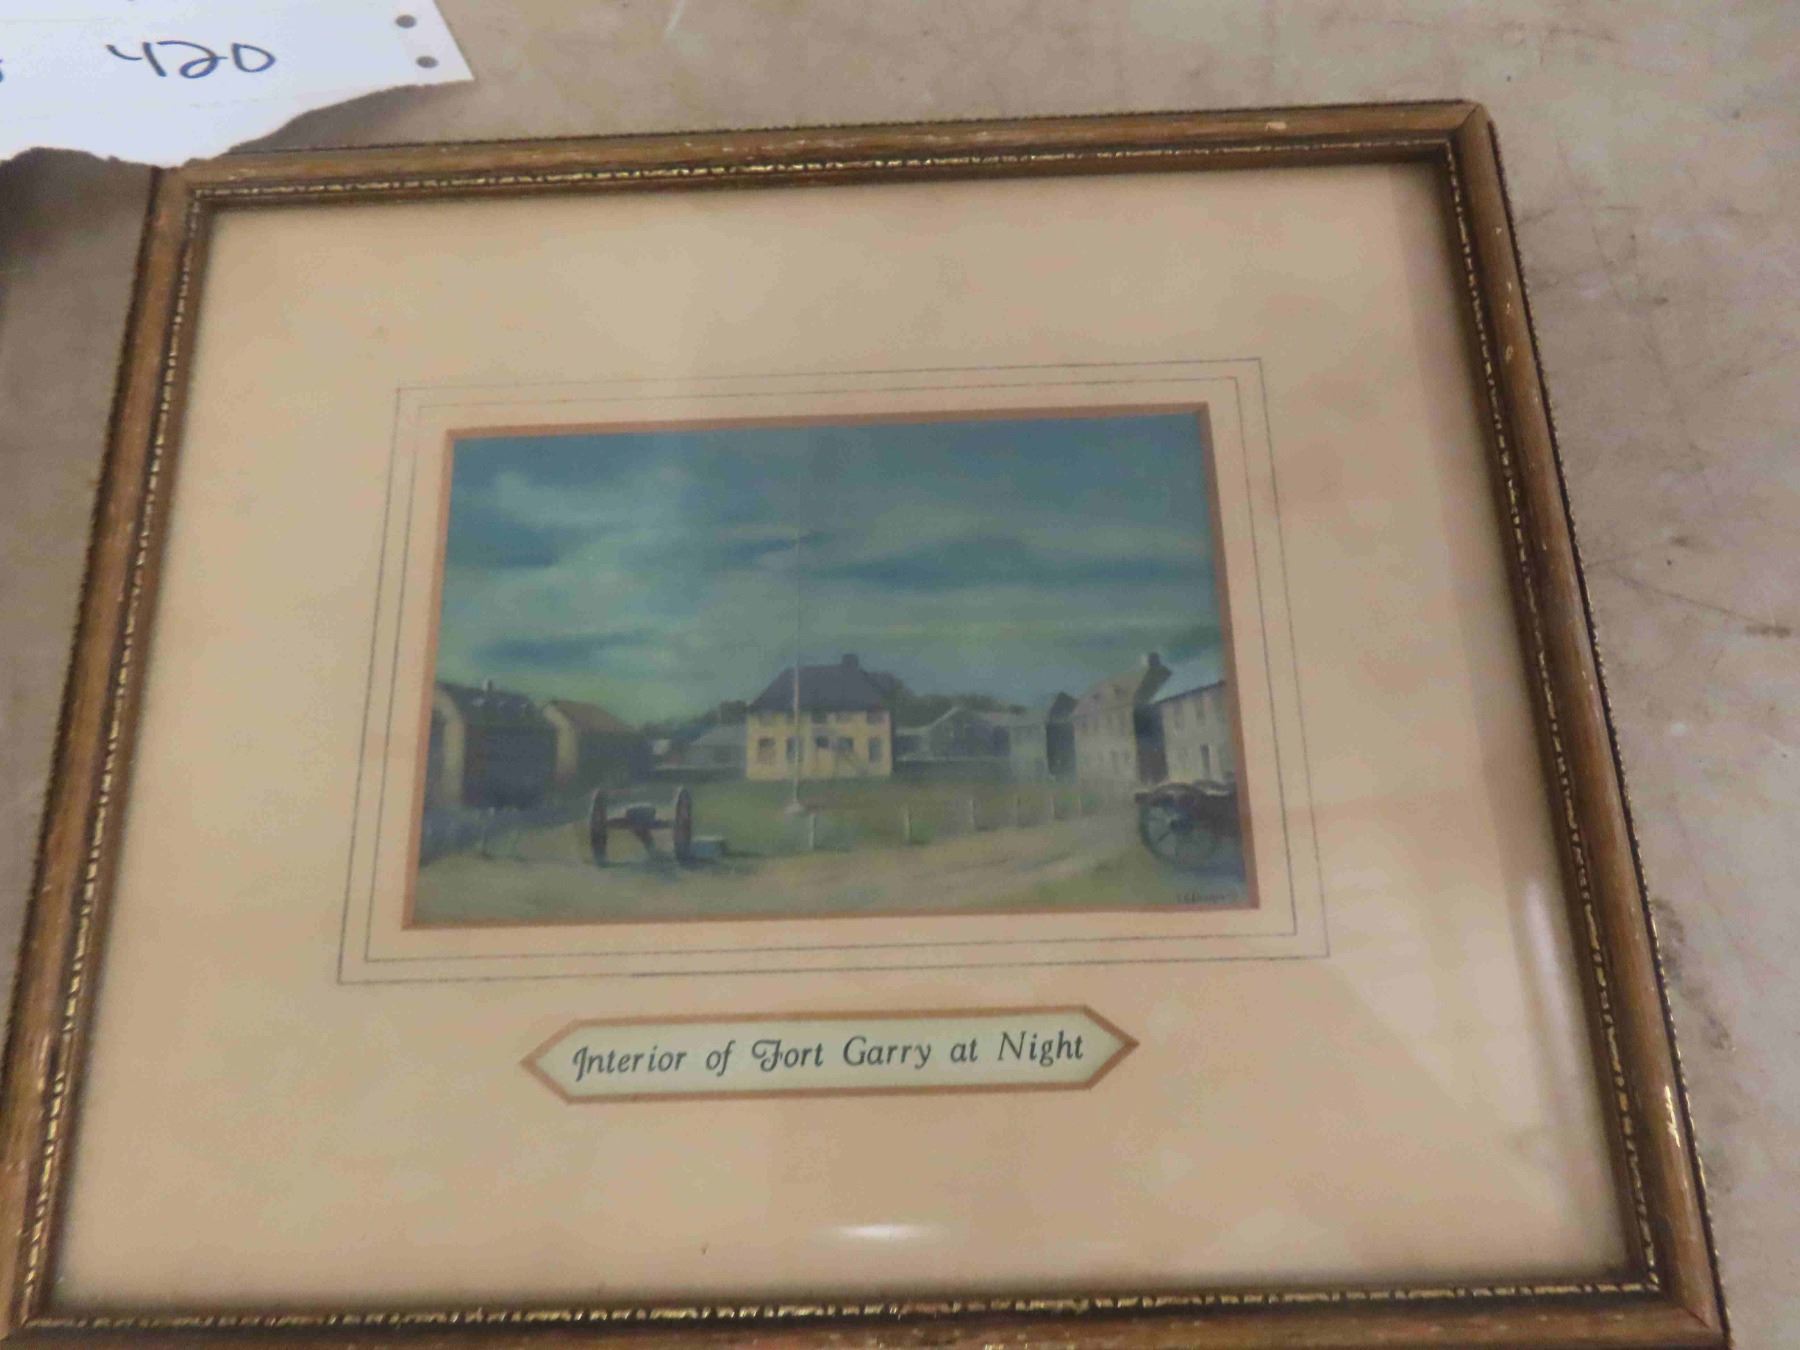 420
Interior of Fort Garry at Night